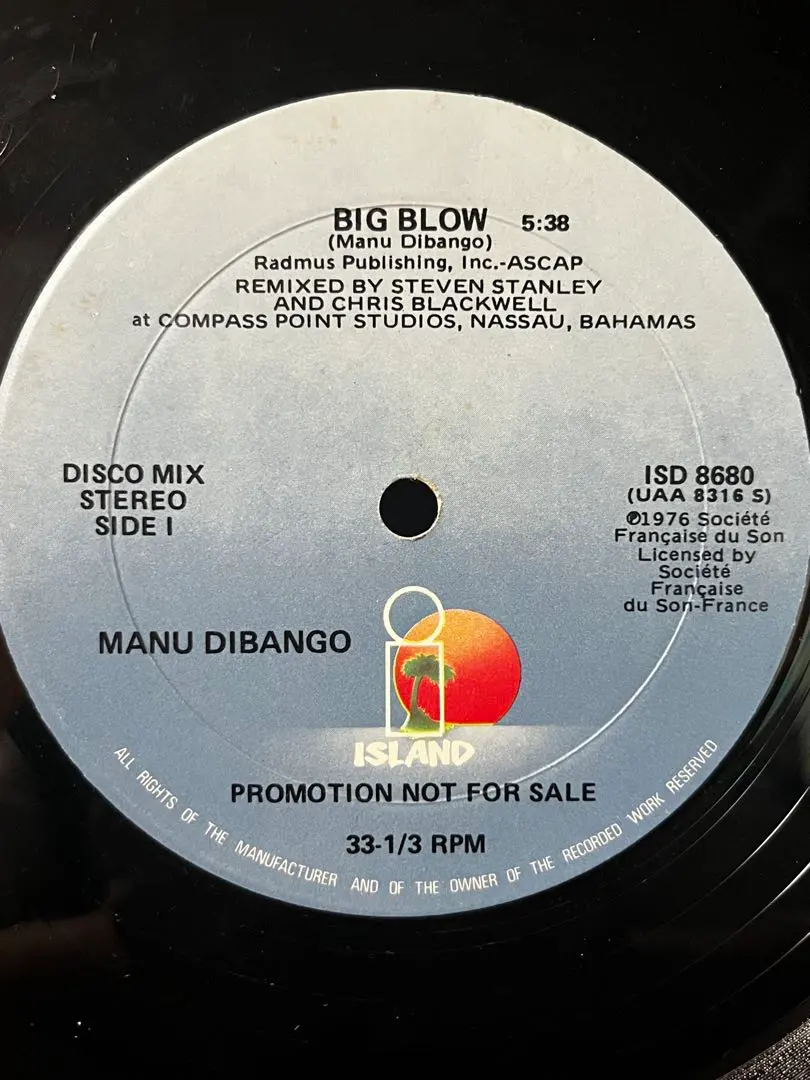 BIG BLOW 5:38
(Manu Dibango)
Radmus Publishing, Inc.-ASCAP
REMIXED BY STEVEN STANLEY
AND CHRIS BLACKWELL
at COMPASS POINT STUDIOS, NASSAU, BAHAMAS
DISCO MIX
STEREO
SIDE I
ISD 8680
(UAA 8316 S)
℗1976 Société
Française du Son
Licensed by
Société
Française
du Son-France
MANU DIBANGO
i
ISLAND
PROMOTION NOT FOR SALE
33-1/3 RPM
ALL RIGHTS OF THE MANUFACTURER AND OF THE OWNER OF THE RECORDED WORK RESERVED